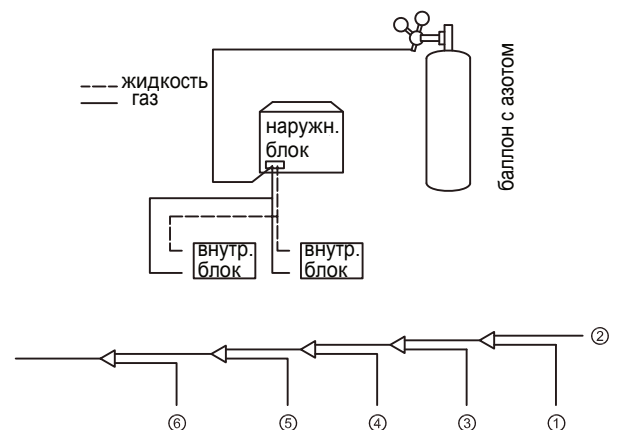 жидкость
газ
наружн.
блок
баллон с азотом
внутр.
блок
внутр.
блок
②
⑥
⑤
④
③
①